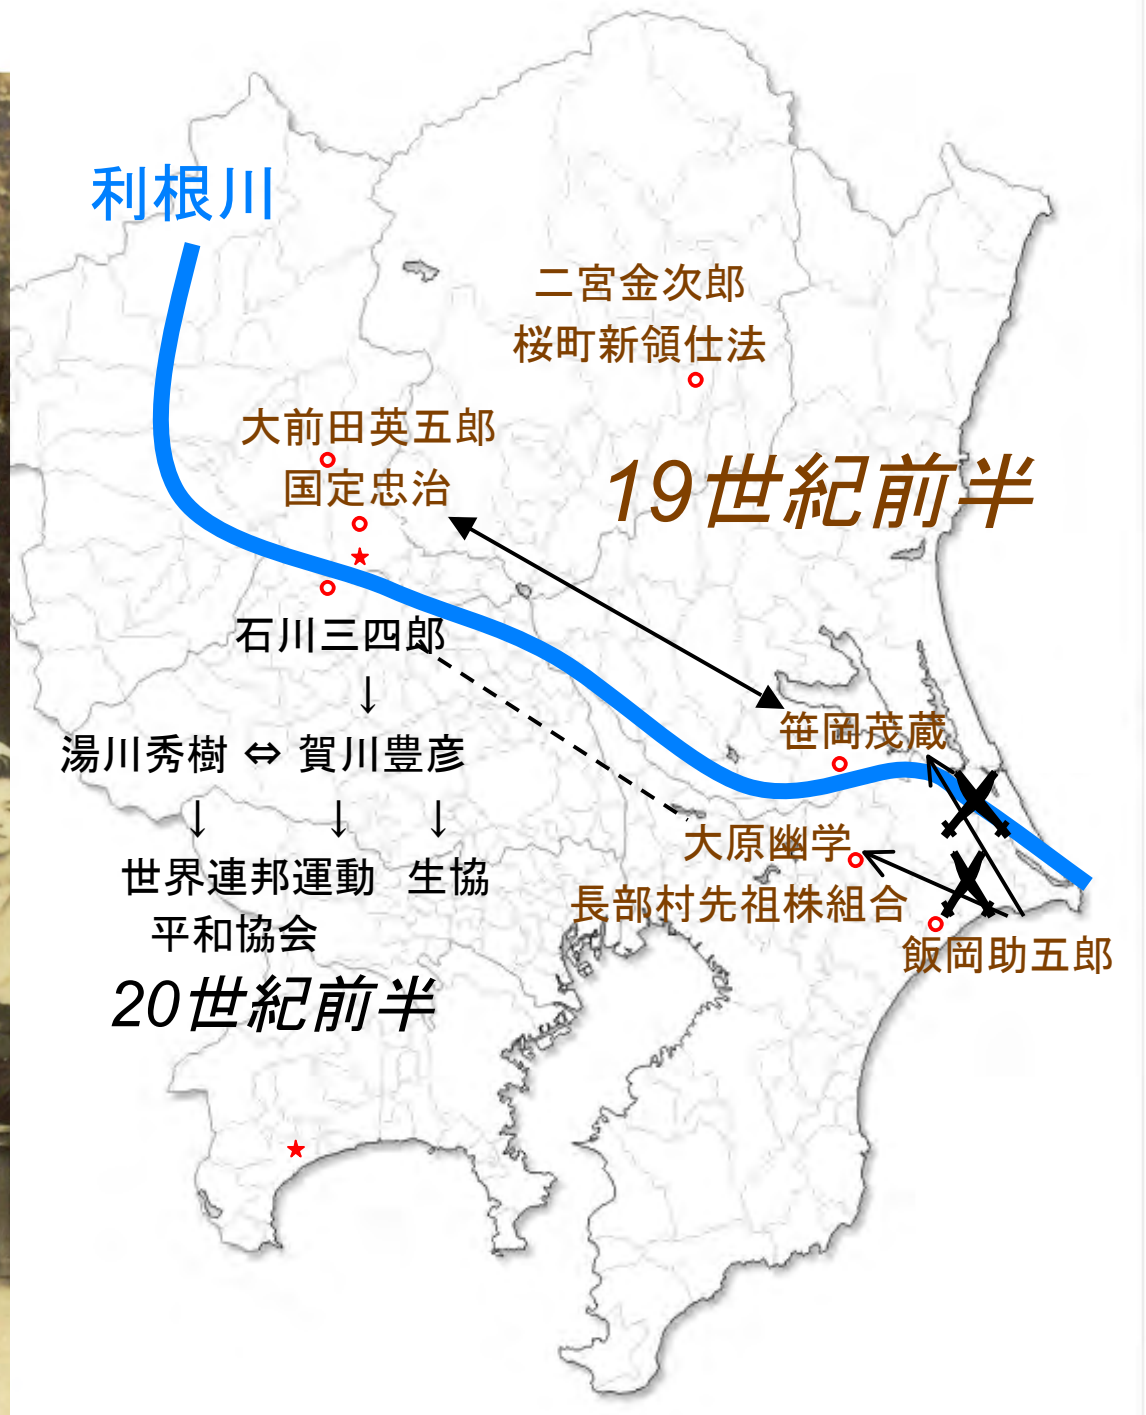 利根川
二宮金次郎
桜町新領仕法
大前田英五郎
国定忠治
19世紀前半
石川三四郎
↓
笹岡茂蔵
湯川秀樹 ⇔ 賀川豊彦
↓ ↓ ↓
大原幽学
世界連邦運動 生協
長部村先祖株組合
平和協会
飯岡助五郎
20世紀前半